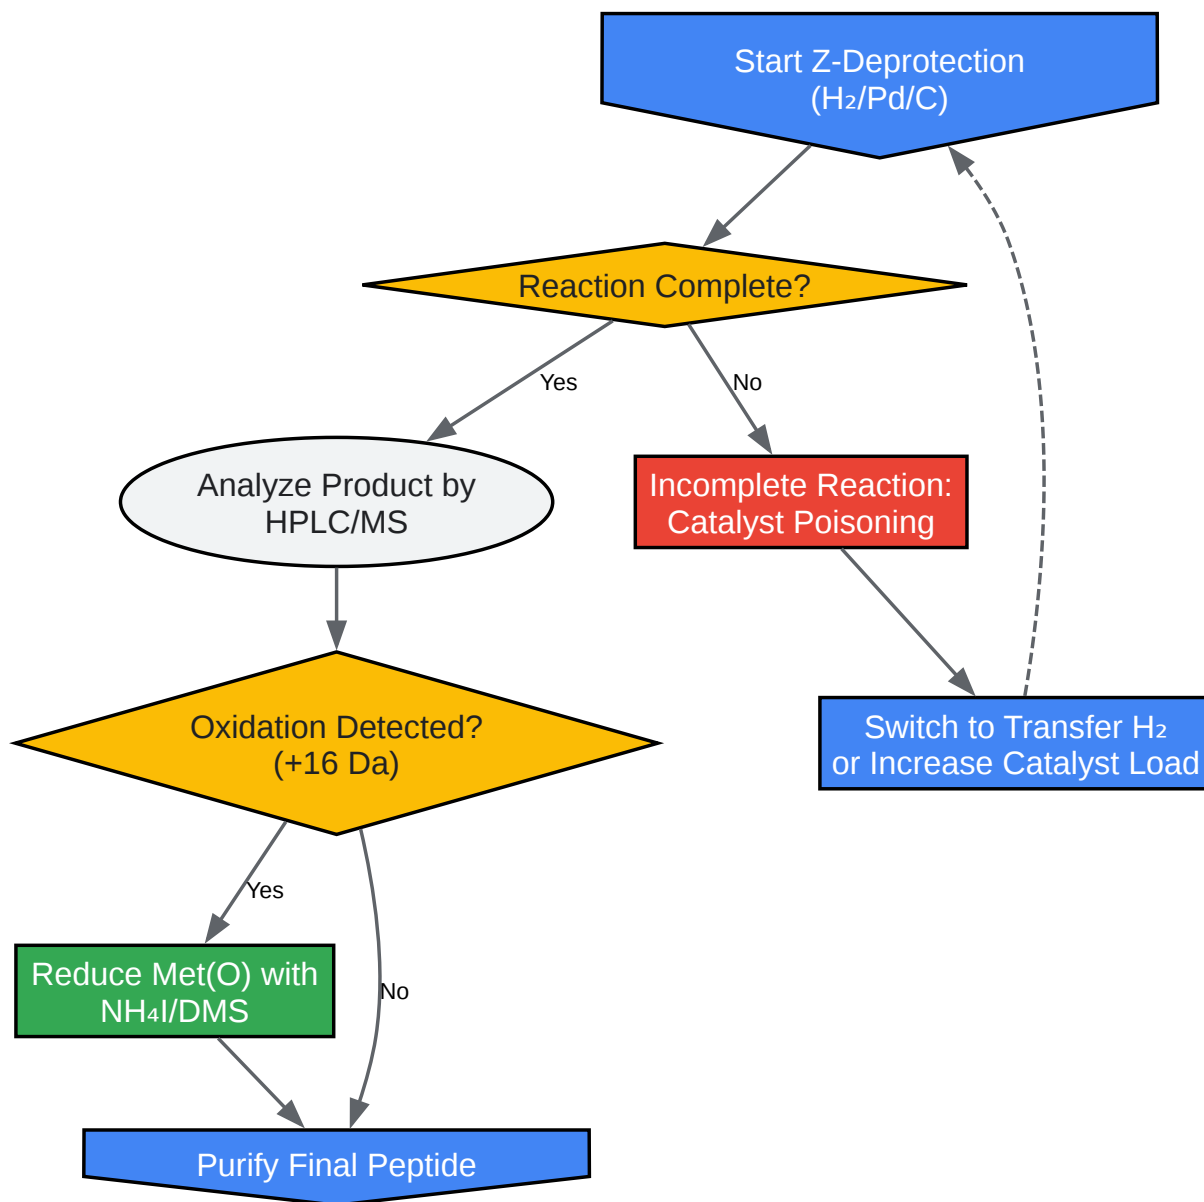 Start Z-Deprotection
(H₂/Pd/C)
Reaction Complete?
Yes
No
Analyze Product by
HPLC/MS
Incomplete Reaction:
Catalyst Poisoning
Oxidation Detected?
(+16 Da)
Switch to Transfer H₂
or Increase Catalyst Load
Yes
No
Reduce Met(O) with
NH₄I/DMS
Purify Final Peptide